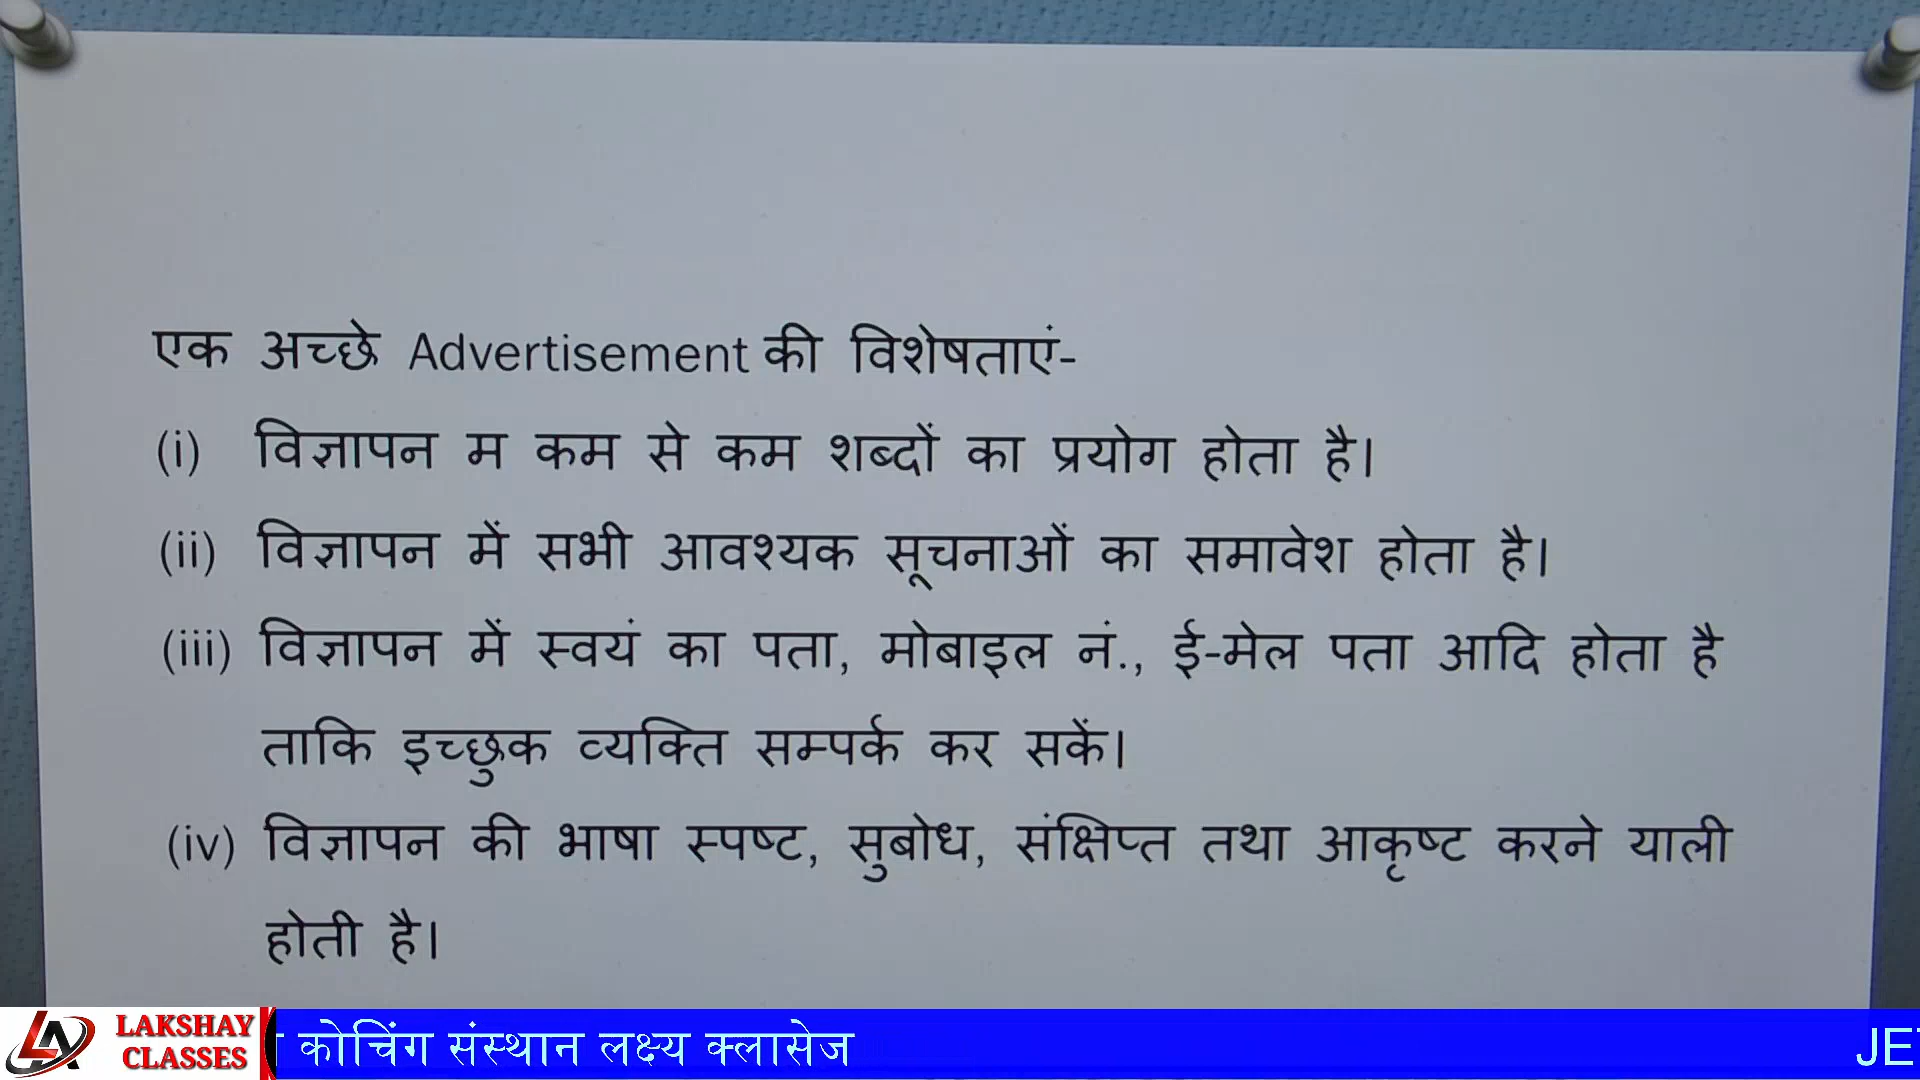 एक अच्छे Advertisement की विशेषताएं-
(i) विज्ञापन म कम से कम शब्दों का प्रयोग होता है।
(ii) विज्ञापन में सभी आवश्यक सूचनाओं का समावेश होता है।
(iii) विज्ञापन में स्वयं का पता, मोबाइल नं., ई-मेल पता आदि होता है
ताकि इच्छुक व्यक्ति सम्पर्क कर सकें।
(iv) विज्ञापन की भाषा स्पष्ट, सुबोध, संक्षिप्त तथा आकृष्ट करने याली
होती है।
LAKSHAY
CLASSES
कोचिंग संस्थान लक्ष्य क्लासेज